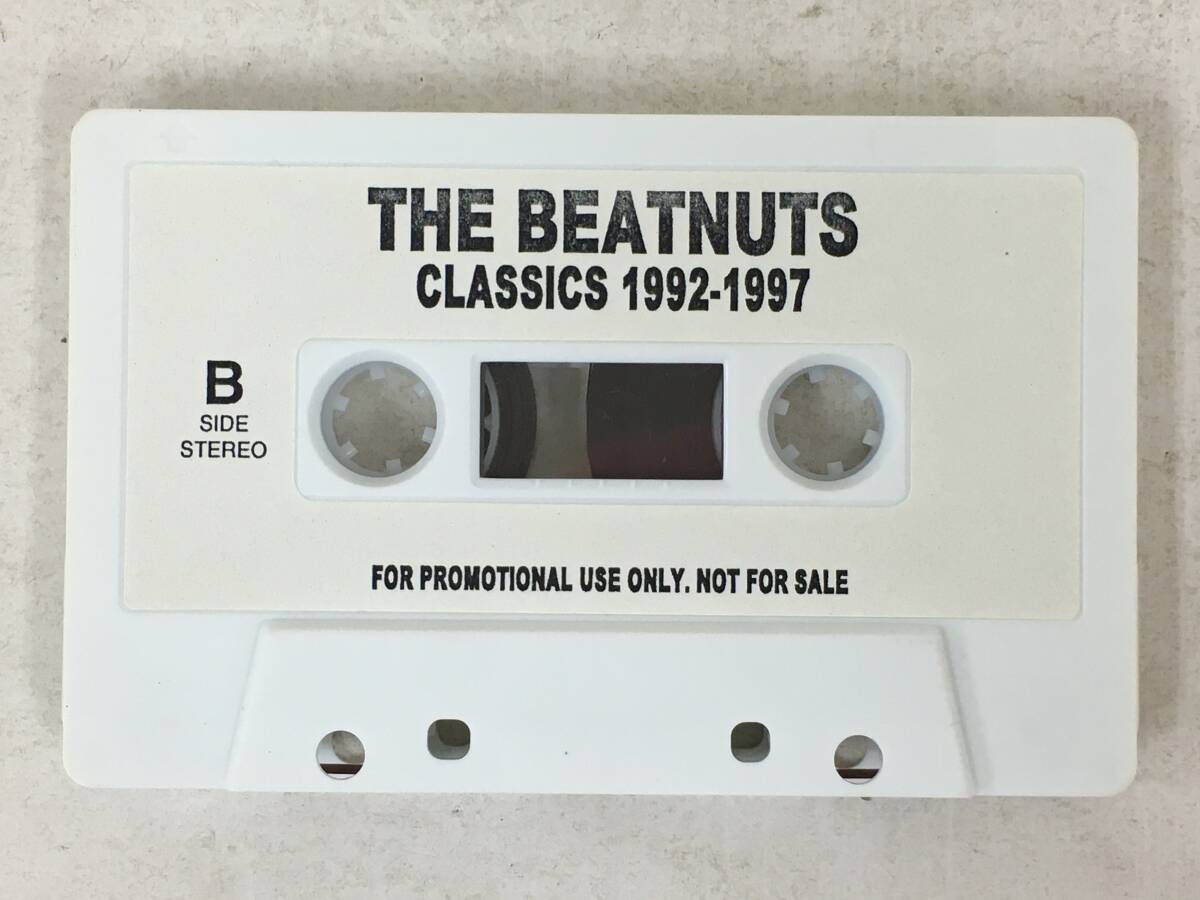 THE BEATNUTS
CLASSICS 1992-1997
B
SIDE
STEREO
FOR PROMOTIONAL USE ONLY. NOT FOR SALE